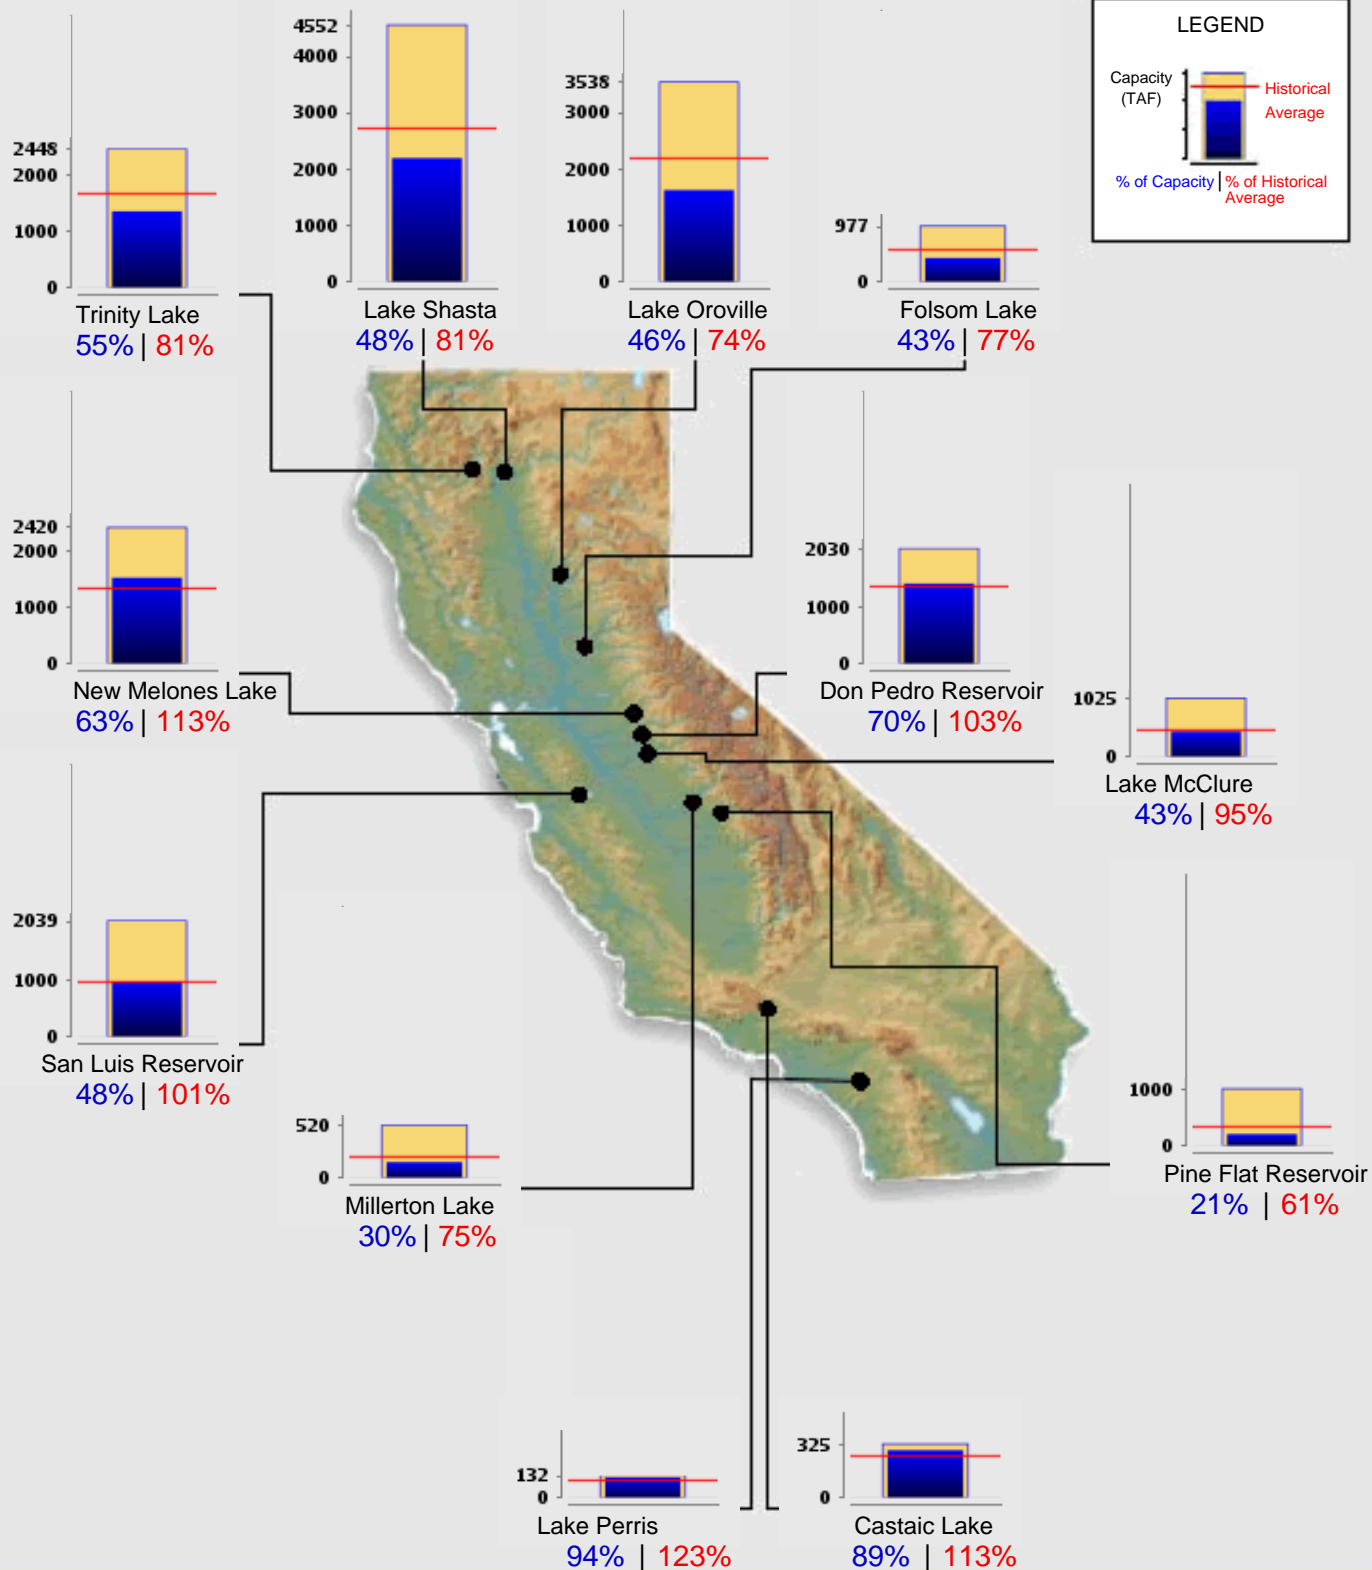 LEGEND
Capacity
(TAF)
Historical
Average
% of Capacity | % of Historical
Average
2448
2000
1000
0
Trinity Lake
55% | 81%
4552
4000
3000
2000
1000
0
Lake Shasta
48% | 81%
3538
3000
2000
1000
0
Lake Oroville
46% | 74%
977
0
Folsom Lake
43% | 77%
2420
2000
1000
0
New Melones Lake
63% | 113%
2030
1000
0
Don Pedro Reservoir
70% | 103%
1025
0
Lake McClure
43% | 95%
2039
1000
0
San Luis Reservoir
48% | 101%
520
0
Millerton Lake
30% | 75%
1000
0
Pine Flat Reservoir
21% | 61%
132
0
Lake Perris
94% | 123%
325
0
Castaic Lake
89% | 113%